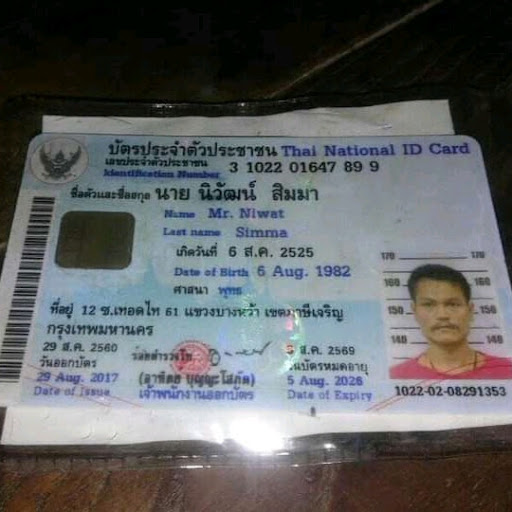 บัตรประจำตัวประชาชน Thai National ID Card
เลขประจำตัวประชาชน 3 1022 01647 89 9
Identification Number
ชื่อตัวและชื่อสกุล นาย นิวัฒน์ สิมมา
Name Mr. Niwat
Last name Simma
เกิดวันที่ 6 ส.ค. 2525
Date of Birth 6 Aug. 1982
ศาสนา พุทธ
ที่อยู่ 12 ซ.เทอดไท 61 แขวงบางหว้า เขตภาษีเจริญ
กรุงเทพมหานคร
29 ส.ค. 2560
วันออกบัตร
29 Aug. 2017
Date of Issue
เจ้าพนักงานออกบัตร
ส.ค. 2569
วันบัตรหมดอายุ
5 Aug. 2026
Date of Expiry
170 170
160 160
150 150
140 140
1022-02-08291353